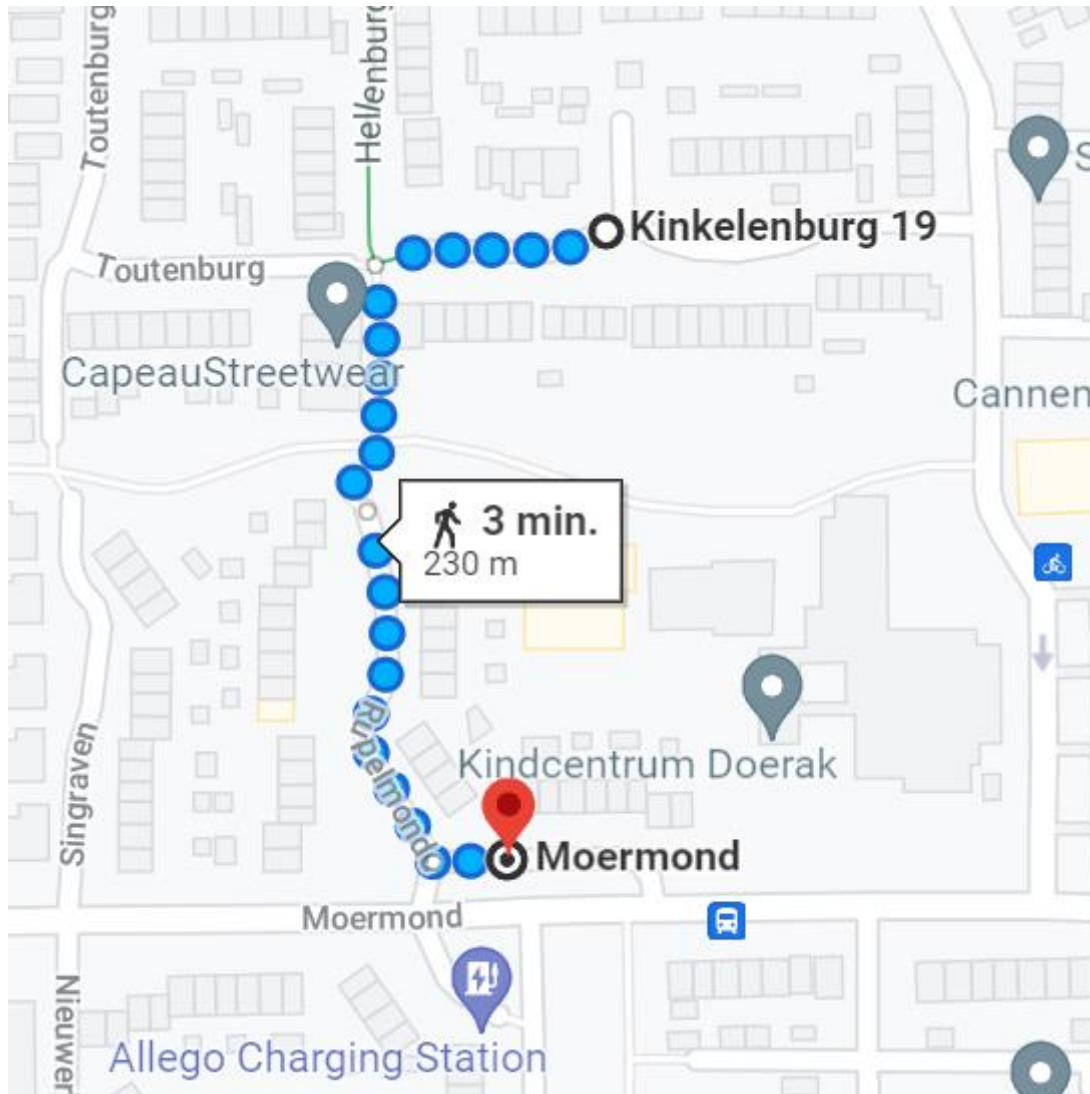 Toutenburg
Hellenburg
S
Kinkelenburg 19
Toutenburg
CapeauStreetwear
Cannen
3 min.
230 m
Rupelmonde
Singraven
Kindcentrum Doerak
Moermond
Moermond
Nieuwer
Allego Charging Station